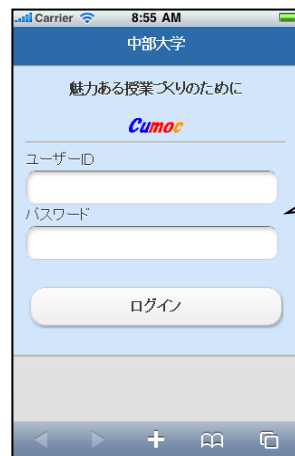 Carrier 8:55 AM
中部大学
魅力ある授業づくりのために
Cumoc
ユーザーID
パスワード
ログイン